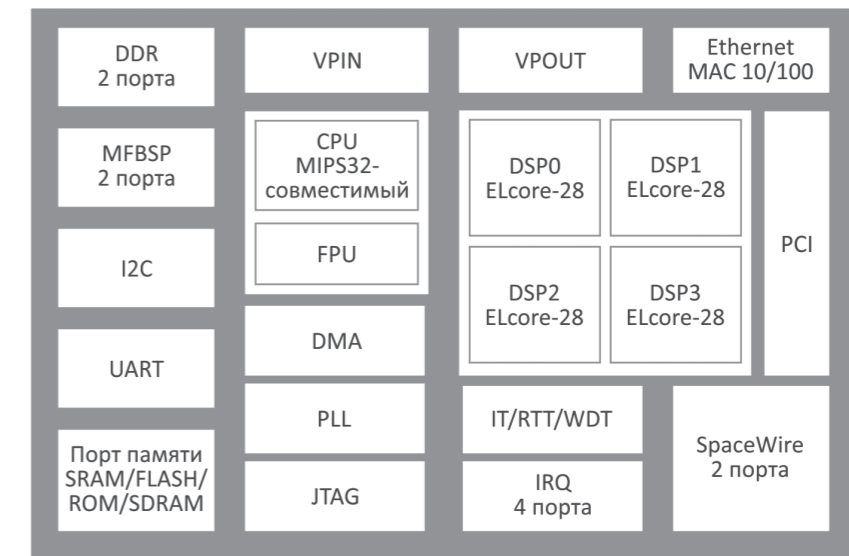 DDR
2 порта
VPIN
VPOUT
Ethernet
MAC 10/100
MFBSP
2 порта
CPU
MIPS32-
совместимый
FPU
DSP0
ELcore-28
DSP1
ELcore-28
DSP2
ELcore-28
DSP3
ELcore-28
PCI
I2C
UART
DMA
PLL
IT/RTT/WDT
SpaceWire
2 порта
Порт памяти
SRAM/FLASH/
ROM/SDRAM
JTAG
IRQ
4 порта